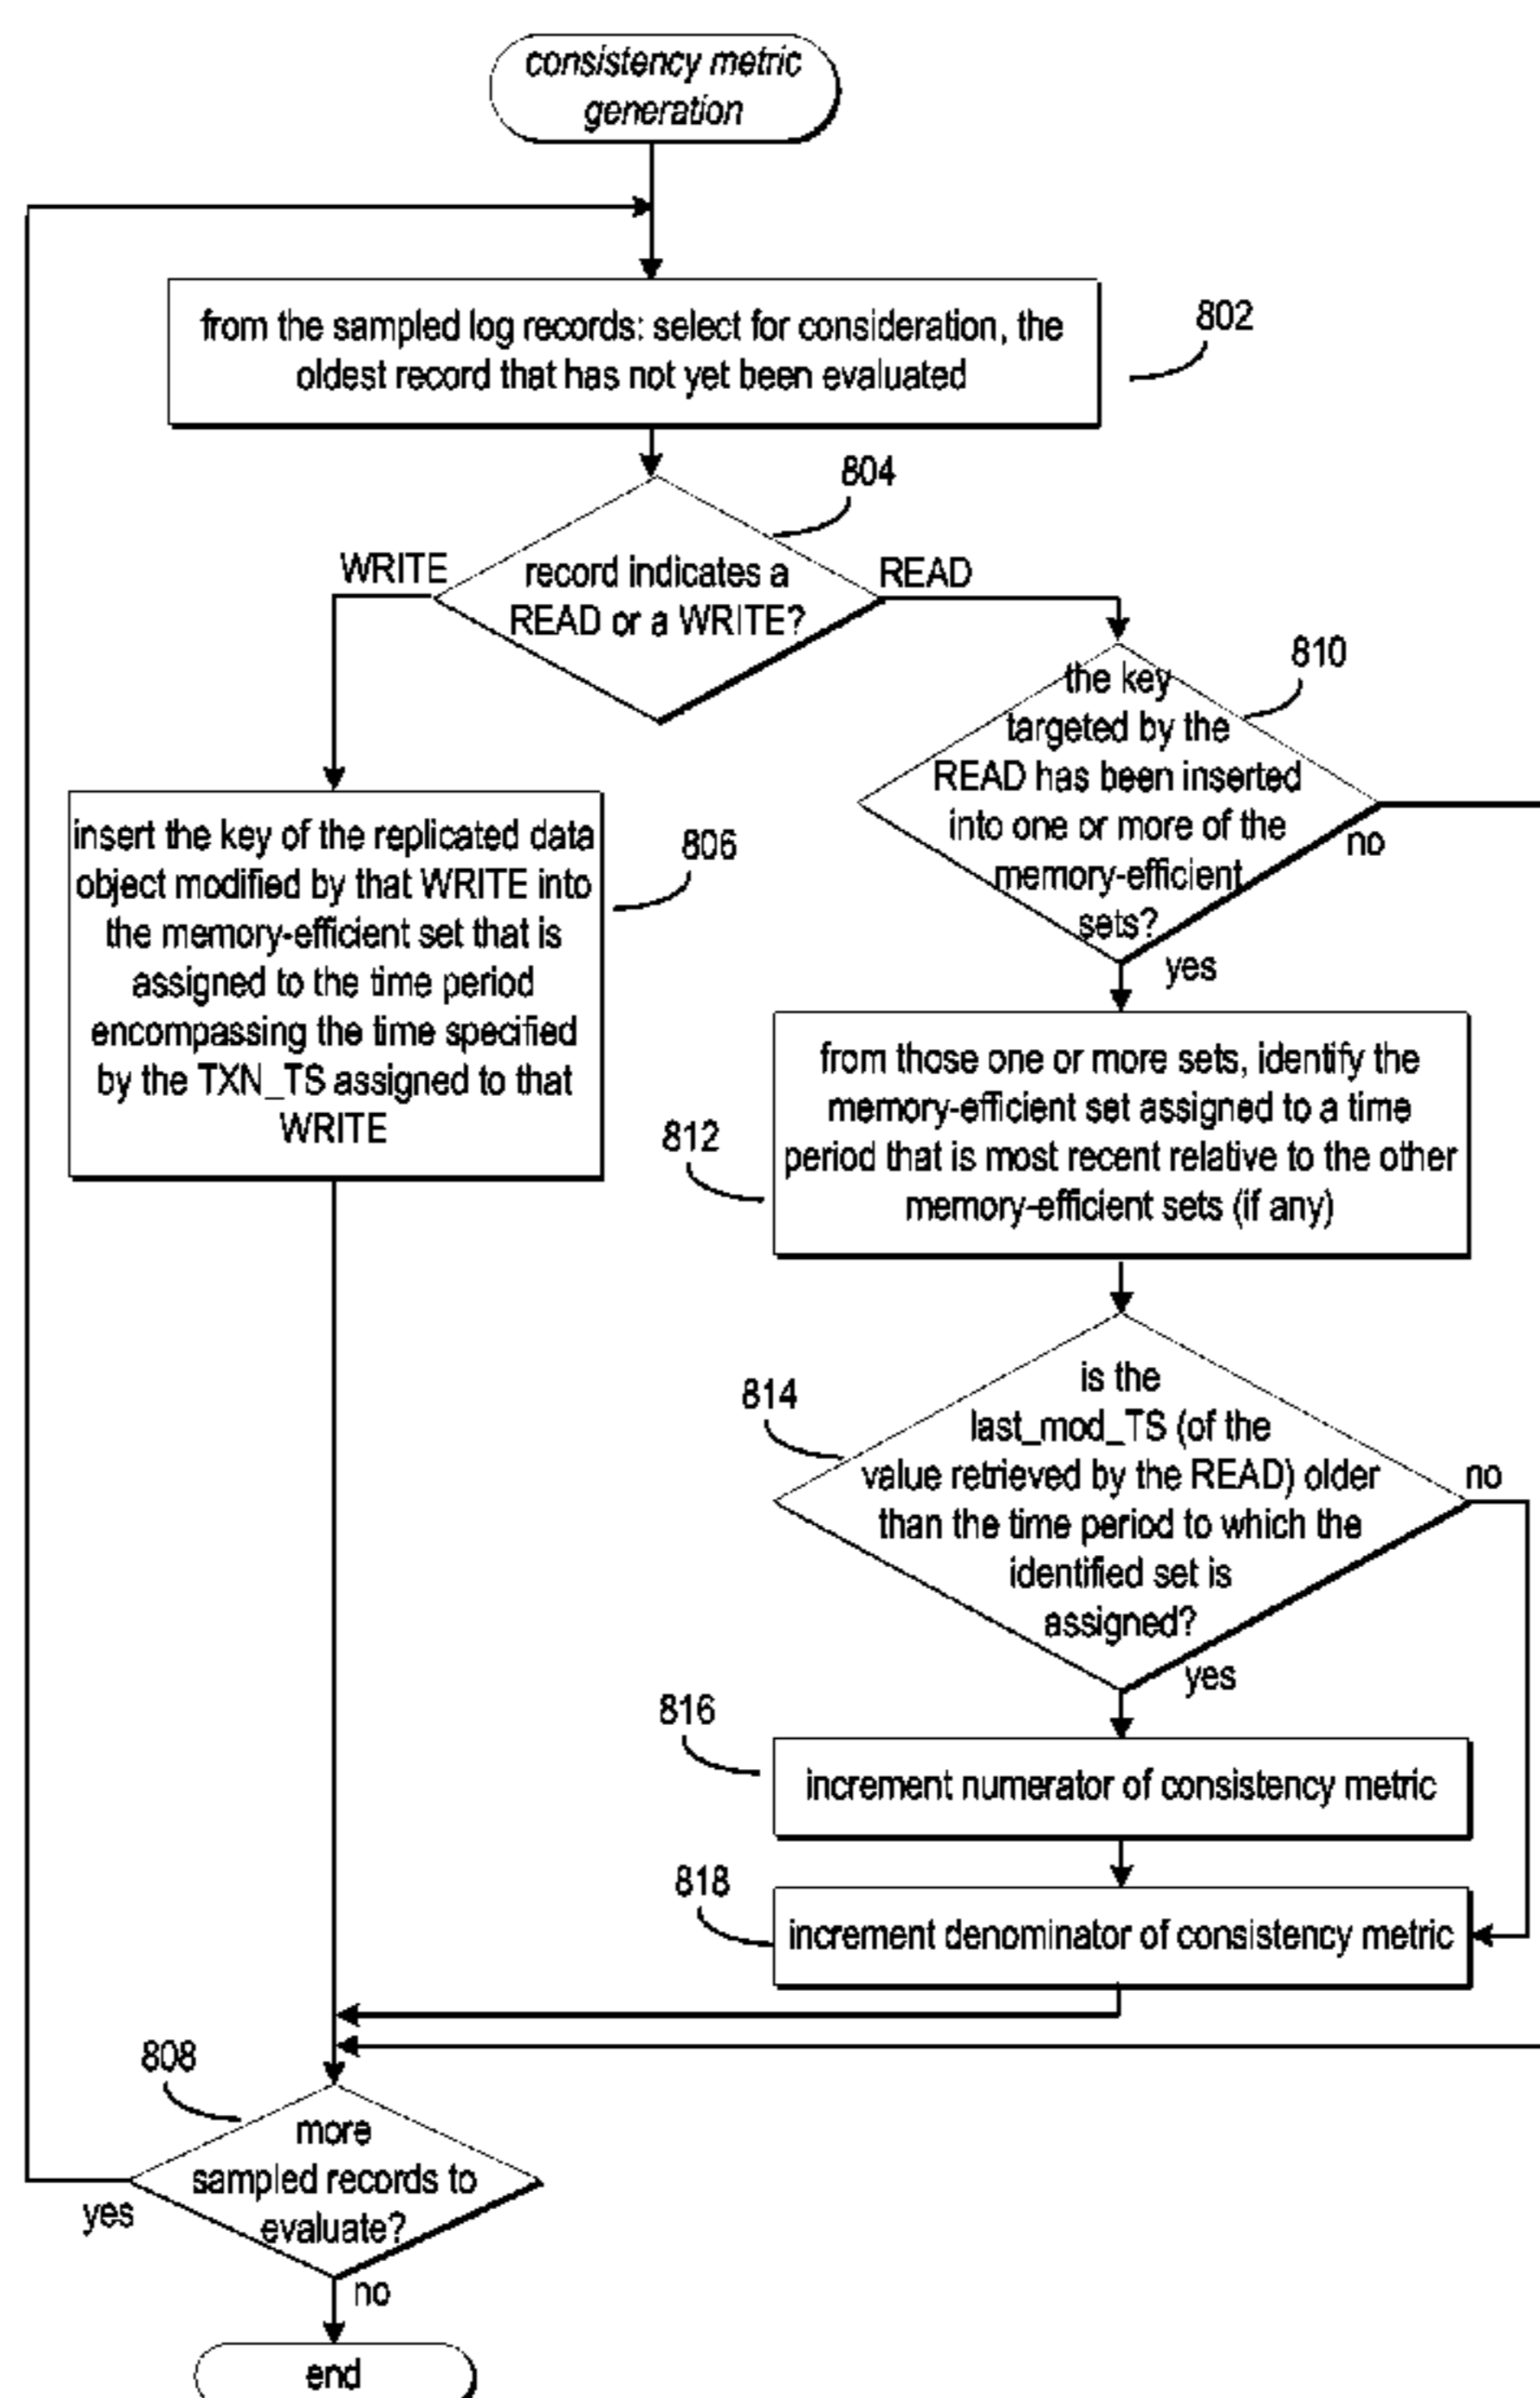 consistency metric
generation
from the sampled log records: select for consideration, the
oldest record that has not yet been evaluated
802
804
record indicates a
READ or a WRITE?
WRITE
READ
insert the key of the replicated data
object modified by that WRITE into
the memory-efficient set that is
assigned to the time period
encompassing the time specified
by the TXN_TS assigned to that
WRITE
806
810
the key
targeted by the
READ has been inserted
into one or more of the
memory-efficient
sets?
no
yes
from those one or more sets, identify the
memory-efficient set assigned to a time
period that is most recent relative to the other
memory-efficient sets (if any)
812
814
is the
last_mod_TS (of the
value retrieved by the READ) older
than the time period to which the
identified set is
assigned?
no
yes
816
increment numerator of consistency metric
818
increment denominator of consistency metric
808
more
sampled records to
evaluate?
yes
no
end